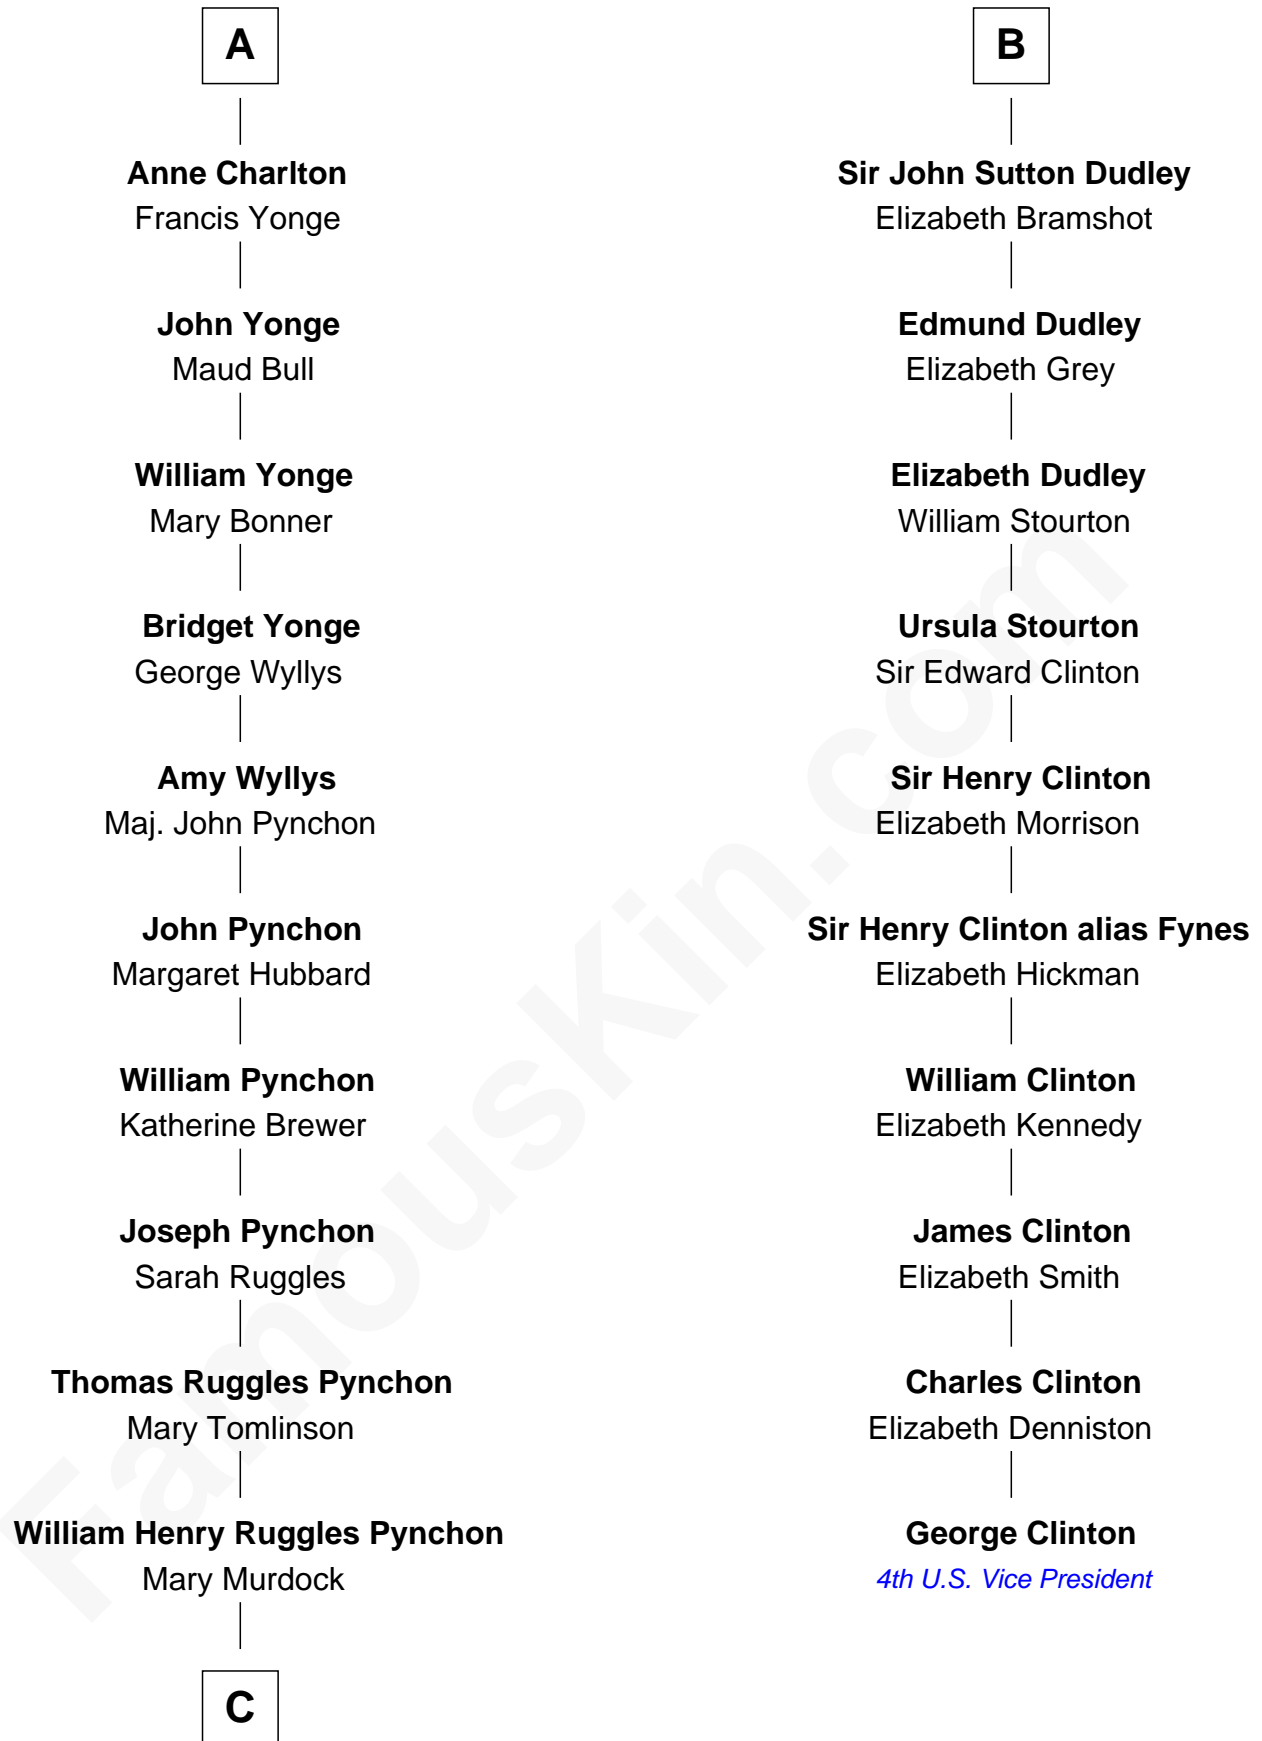 A
Anne Charlton
Francis Yonge
John Yonge
Maud Bull
William Yonge
Mary Bonner
Bridget Yonge
George Wyllys
Amy Wyllys
Maj. John Pynchon
John Pynchon
Margaret Hubbard
William Pynchon
Katherine Brewer
Joseph Pynchon
Sarah Ruggles
Thomas Ruggles Pynchon
Mary Tomlinson
William Henry Ruggles Pynchon
Mary Murdock
C
B
Sir John Sutton Dudley
Elizabeth Bramshot
Edmund Dudley
Elizabeth Grey
Elizabeth Dudley
William Stourton
Ursula Stourton
Sir Edward Clinton
Sir Henry Clinton
Elizabeth Morrison
Sir Henry Clinton alias Fynes
Elizabeth Hickman
William Clinton
Elizabeth Kennedy
James Clinton
Elizabeth Smith
Charles Clinton
Elizabeth Denniston
George Clinton
4th U.S. Vice President
FamousKin.com